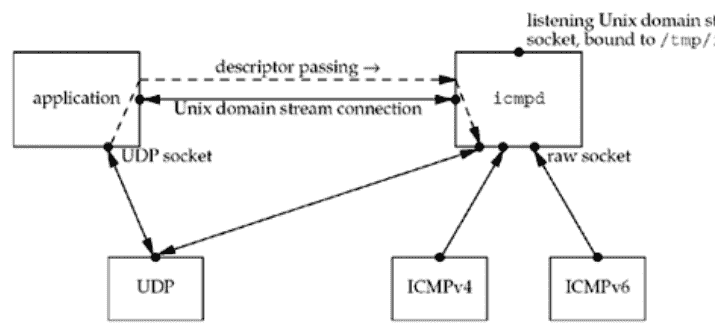 listening Unix domain
socket, bound to /tmp/
descriptor passing →
application
icmpd
Unix domain stream connection
UDP socket
raw socket
UDP
ICMPv4
ICMPv6